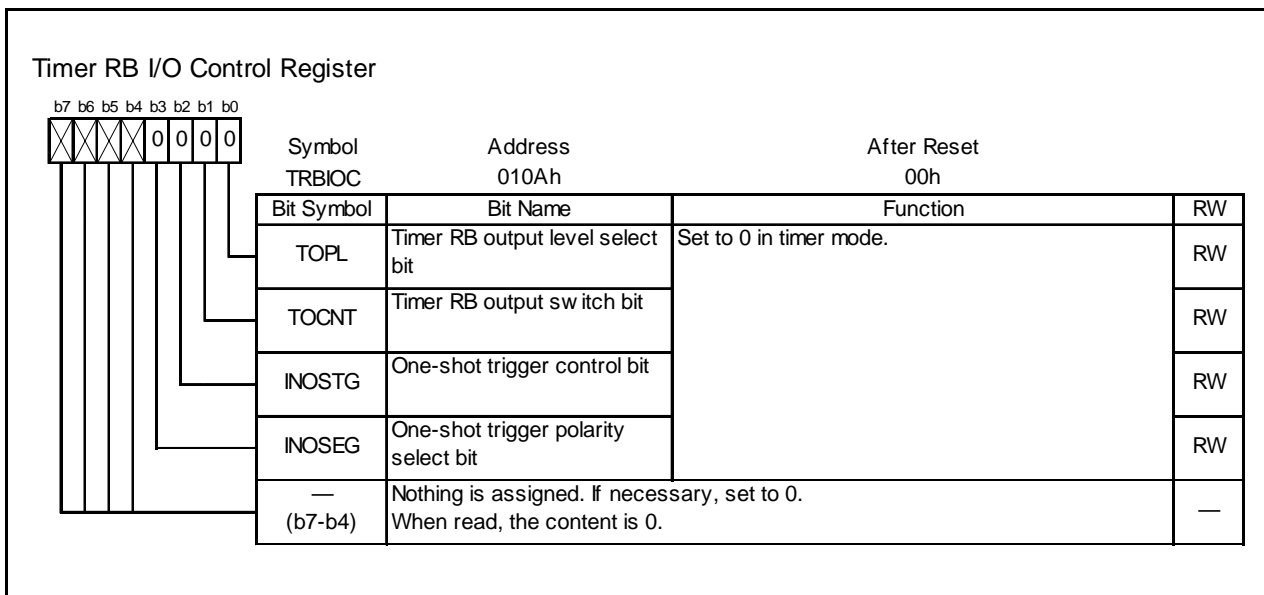 Timer RB I/O Control Register
b7 b6 b5 b4 b3 b2 b1 b0
0 0 0 0
Symbol Address After Reset
TRBIOC 010Ah 00h
Bit Symbol Bit Name Function RW
TOPL Timer RB output level select bit Set to 0 in timer mode. RW
TOCNT Timer RB output sw itch bit RW
INOSTG One-shot trigger control bit RW
INOSEG One-shot trigger polarity select bit RW
— (b7-b4) Nothing is assigned. If necessary, set to 0. —
When read, the content is 0.